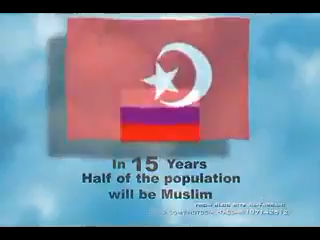 In 15 Years
Half of the population
will be Muslim